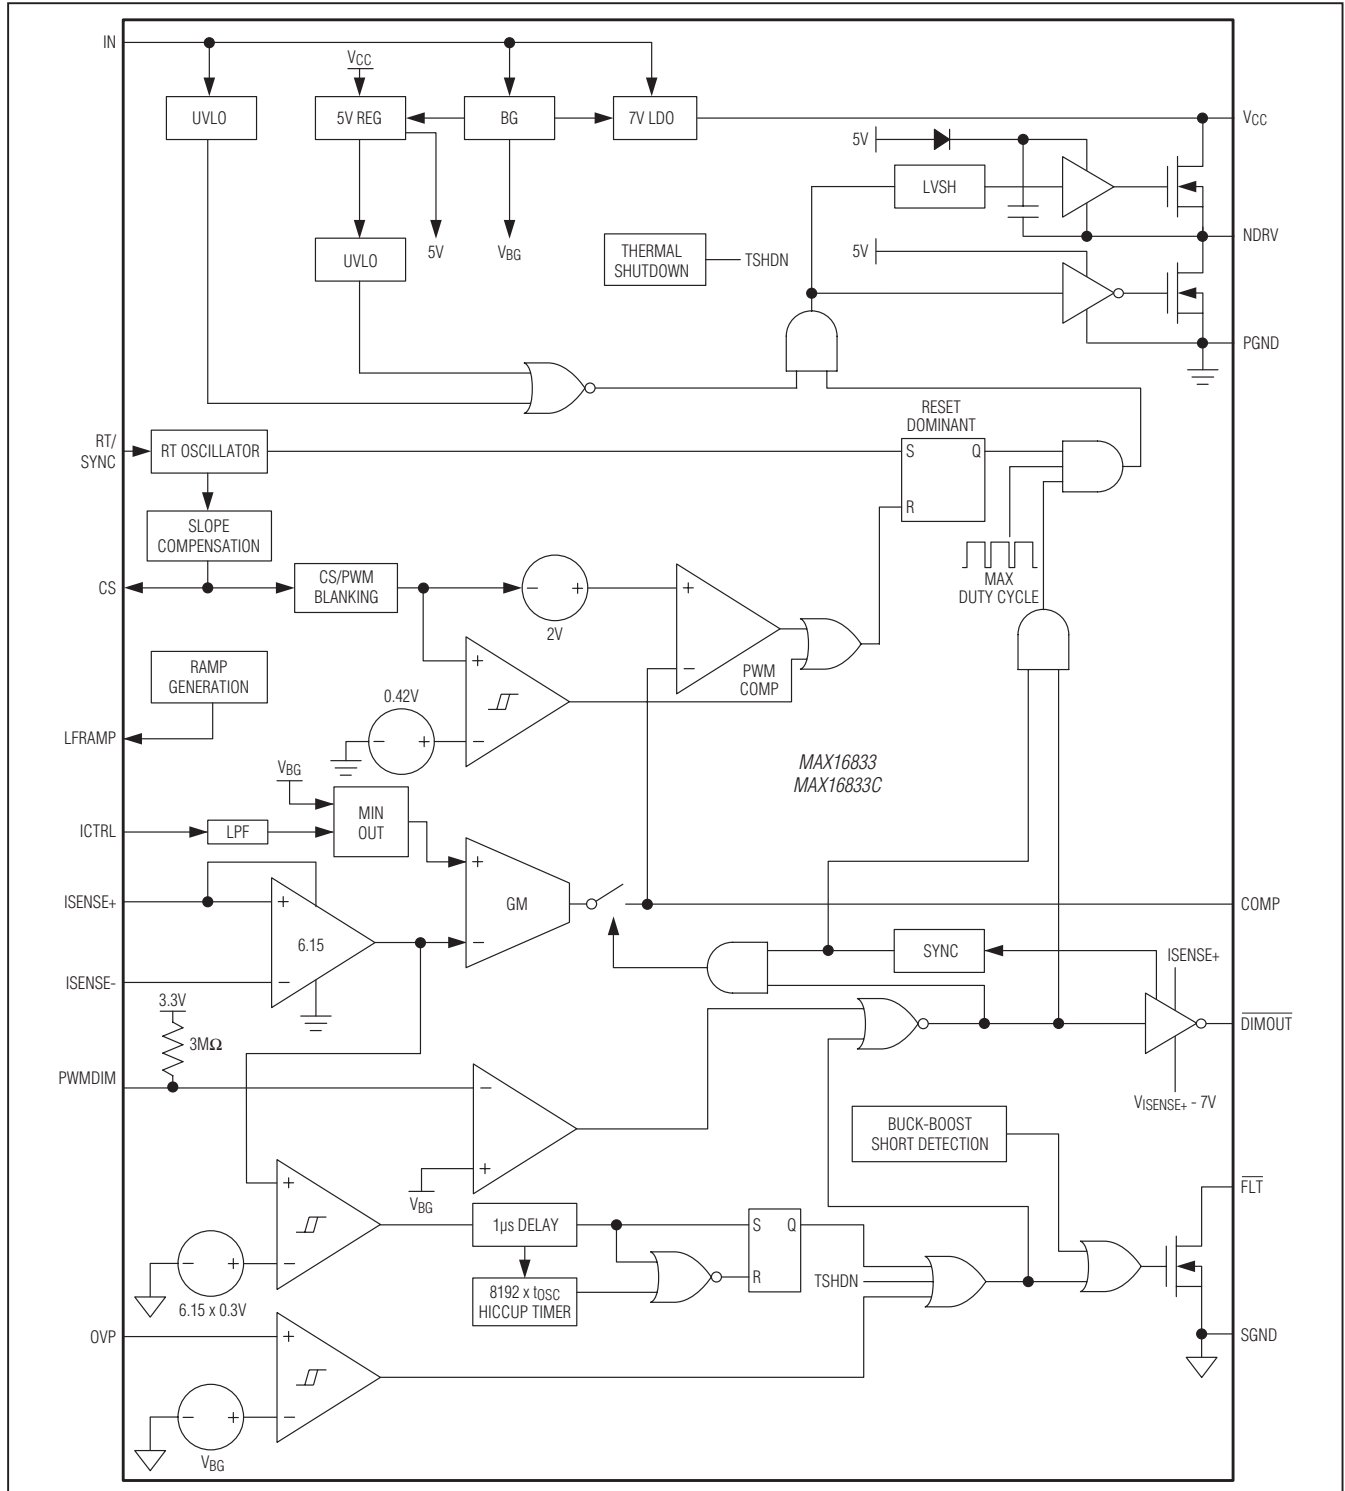 IN
VCC
UVLO
5V REG
BG
7V LDO
VCC
5V
LVSH
NDRV
UVLO
5V
VBG
THERMAL
SHUTDOWN
TSHDN
5V
PGND
RESET
DOMINANT
RT/
SYNC
RT OSCILLATOR
S
Q
R
SLOPE
COMPENSATION
CS
CS/PWM
BLANKING
−
+
2V
+
−
PWM
COMP
MAX
DUTY CYCLE
RAMP
GENERATION
LFRAMP
0.42V
−
+
+
−
MAX16833
MAX16833C
VBG
MIN
OUT
ICTRL
LPF
+
GM
−
ISENSE+
+
6.15
−
ISENSE-
COMP
SYNC
ISENSE+
DIMOUT
VISENSE+ - 7V
3.3V
3MΩ
PWMDIM
−
+
VBG
BUCK-BOOST
SHORT DETECTION
FLT
+
−
−
+
6.15 x 0.3V
1µs DELAY
8192 x tOSC
HICCUP TIMER
S
Q
R
TSHDN
SGND
OVP
+
−
−
+
VBG